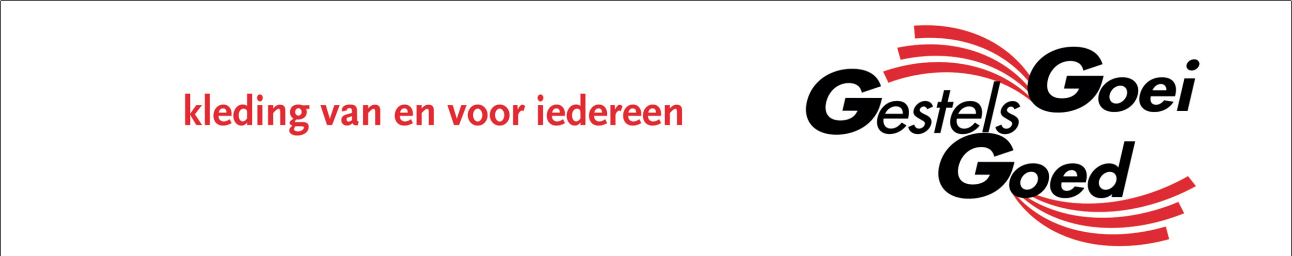 kleding van en voor iedereen
Gestels
Goei
Goed